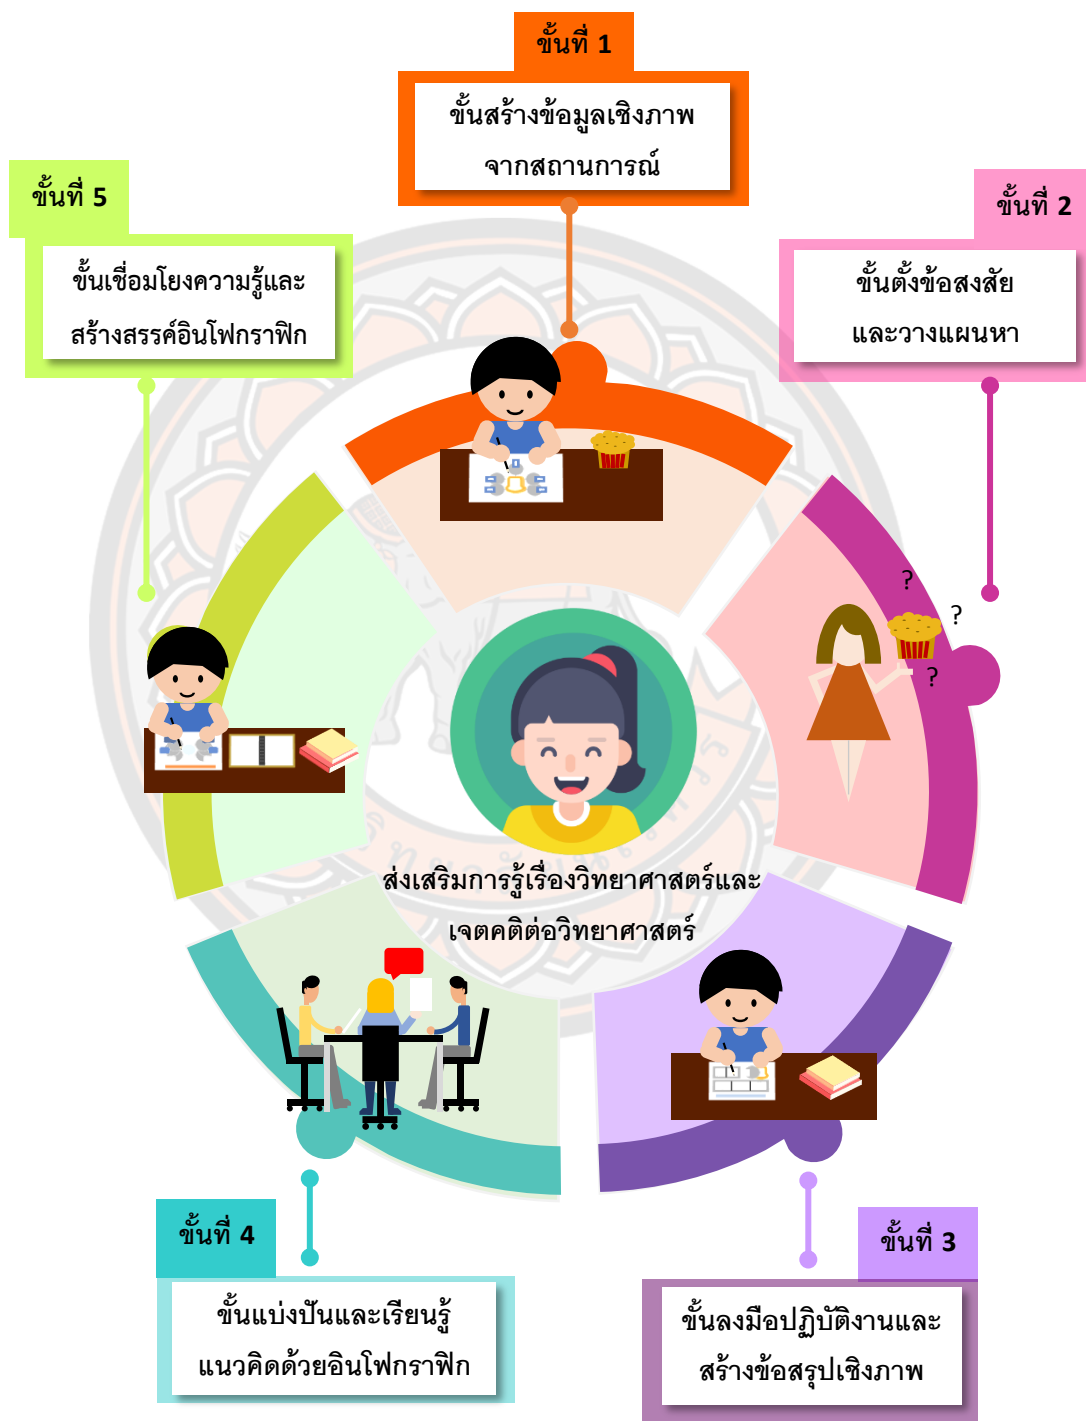 ขั้นที่ 1
ขั้นสร้างข้อมูลเชิงภาพ
จากสถานการณ์
ขั้นที่ 2
ขั้นตั้งข้อสงสัย
และวางแผนหา
?
?
?
ขั้นที่ 3
ขั้นลงมือปฏิบัติงานและ
สร้างข้อสรุปเชิงภาพ
ขั้นที่ 4
ขั้นแบ่งปันและเรียนรู้
แนวคิดด้วยอินโฟกราฟิก
ขั้นที่ 5
ขั้นเชื่อมโยงความรู้และ
สร้างสรรค์อินโฟกราฟิก
ส่งเสริมการรู้เรื่องวิทยาศาสตร์และ
เจตคติต่อวิทยาศาสตร์